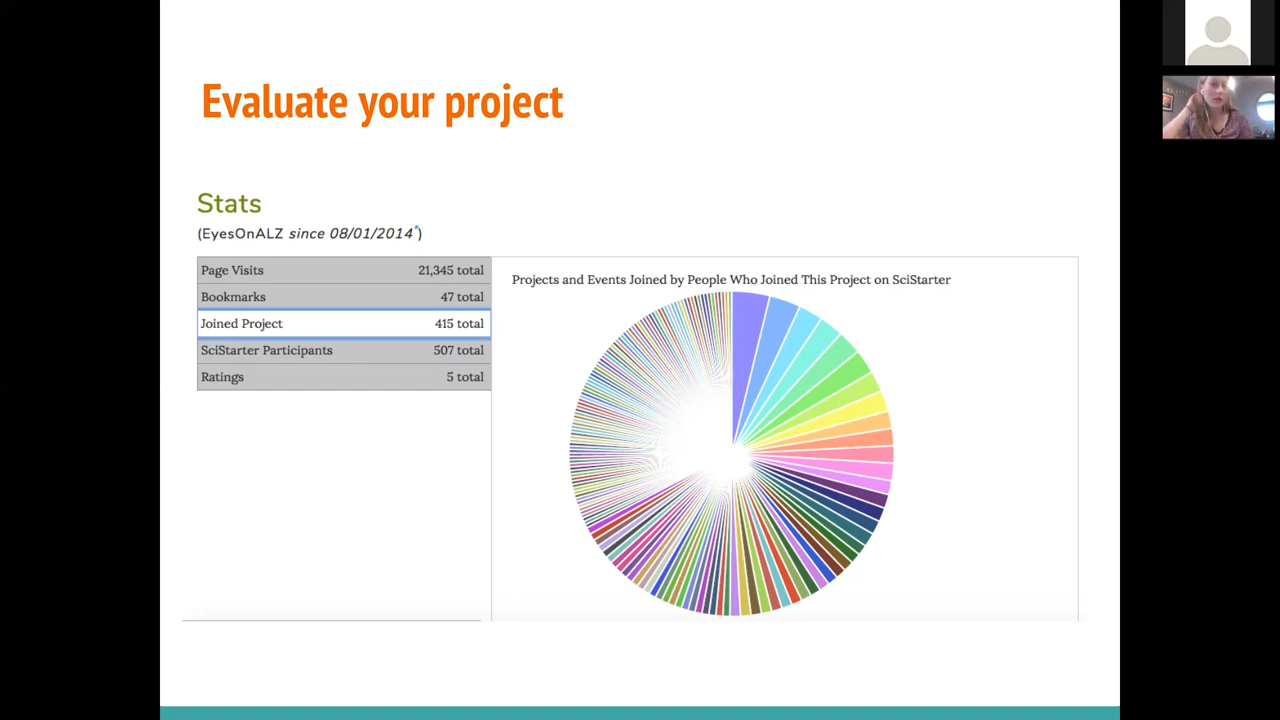 Evaluate your project
Stats
(EyesOnALZ since 08/01/2014*)
Page Visits 21,345 total
Bookmarks 47 total
Joined Project 415 total
SciStarter Participants 507 total
Ratings 5 total
Projects and Events Joined by People Who Joined This Project on SciStarter